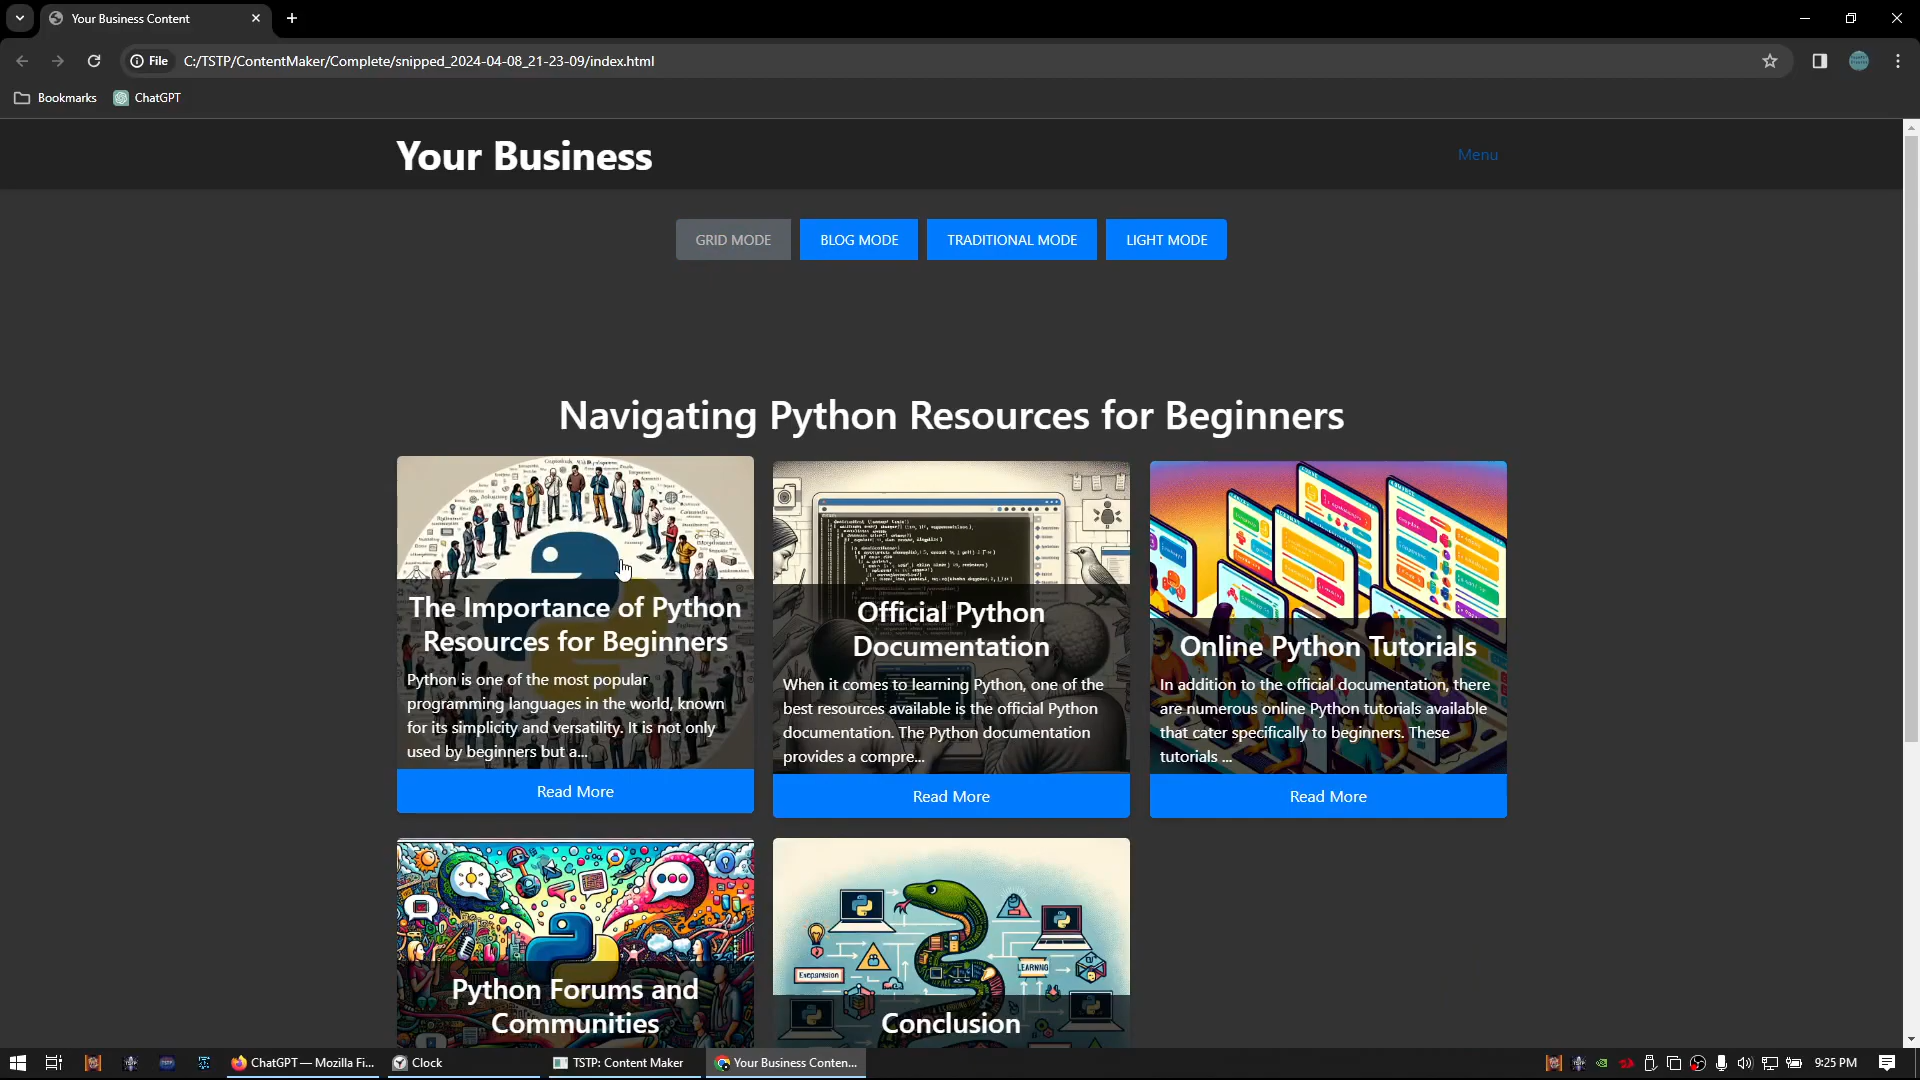 Your Business Content
File C:/TSTP/ContentMaker/Complete/snipped_2024-04-08_21-23-09/index.html
Bookmarks ChatGPT
Your Business
Menu
GRID MODE BLOG MODE TRADITIONAL MODE LIGHT MODE
Navigating Python Resources for Beginners
The Importance of Python
Resources for Beginners
Python is one of the most popular
programming languages in the world, known
for its simplicity and versatility. It is not only
used by beginners but a...
Read More
Official Python
Documentation
When it comes to learning Python, one of the
best resources available is the official Python
documentation. The Python documentation
provides a compre...
Read More
Online Python Tutorials
In addition to the official documentation, there
are numerous online Python tutorials available
that cater specifically to beginners. These
tutorials ...
Read More
Python Forums and
Communities
LEARNING
Conclusion
ChatGPT — Mozilla Fi...
Clock
TSTP: Content Maker
Your Business Conten...
9:25 PM